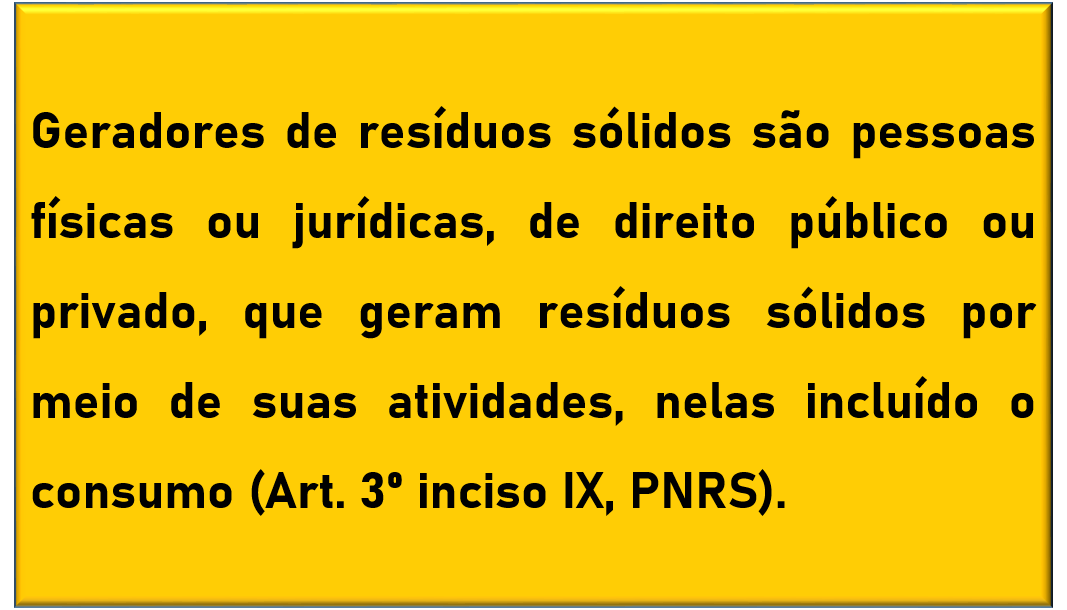 Geradores de resíduos sólidos são pessoas
físicas ou jurídicas, de direito público ou
privado, que geram resíduos sólidos por
meio de suas atividades, nelas incluído o
consumo (Art. 3º inciso IX, PNRS).